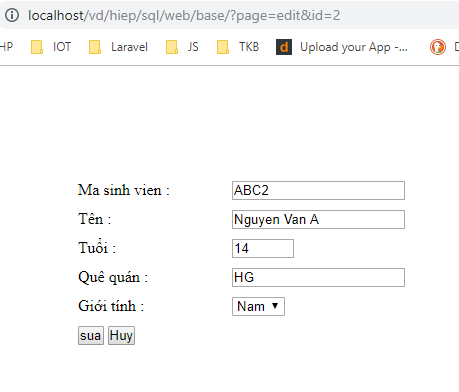 localhost/vd/hiep/sql/web/base/?page=edit&id=2
HP IOT Laravel JS TKB d Upload your App -... D
Ma sinh vien : ABC2
Tên : Nguyen Van A
Tuổi : 14
Quê quán : HG
Giới tính : Nam
sua Huy